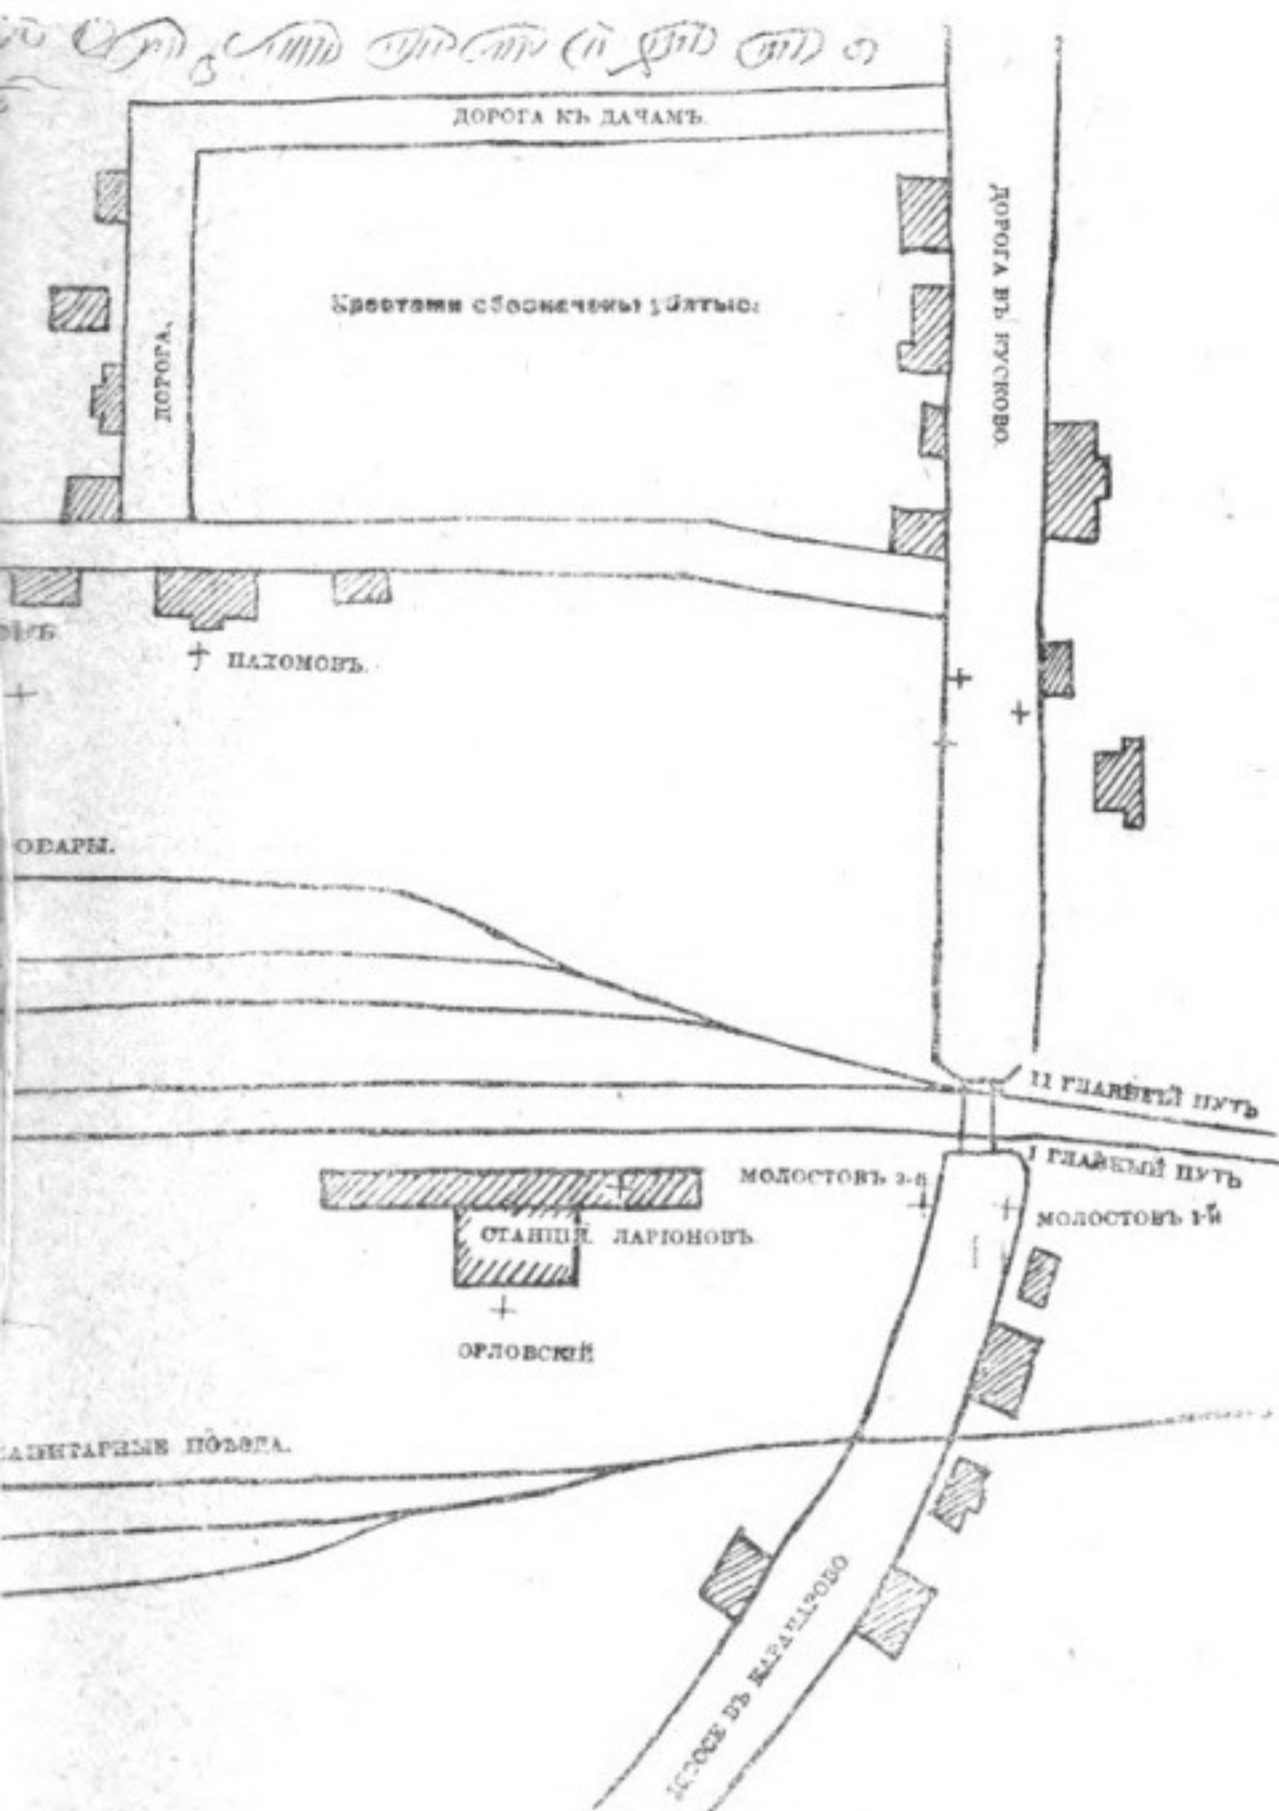 ДОРОГА КЪ ДАЧАМЪ.
ДОРОГА ВЪ КУСКОВО.
Крестами обозначены убитые.
ДОРОГА.
ПАХОМОВЪ.
ОВАРЫ.
II ГЛАВНЫЙ ПУТЬ
I ГЛАВНЫЙ ПУТЬ
МОЛОСТОВЪ 2-й
МОЛОСТОВЪ 1-Й
СТАНЦІЯ. ЛАРІОНОВЪ.
ОРЛОВСКІЙ
ПОѢЗДА.
ШОССЕ ВЪ КАРАЧАРОВО